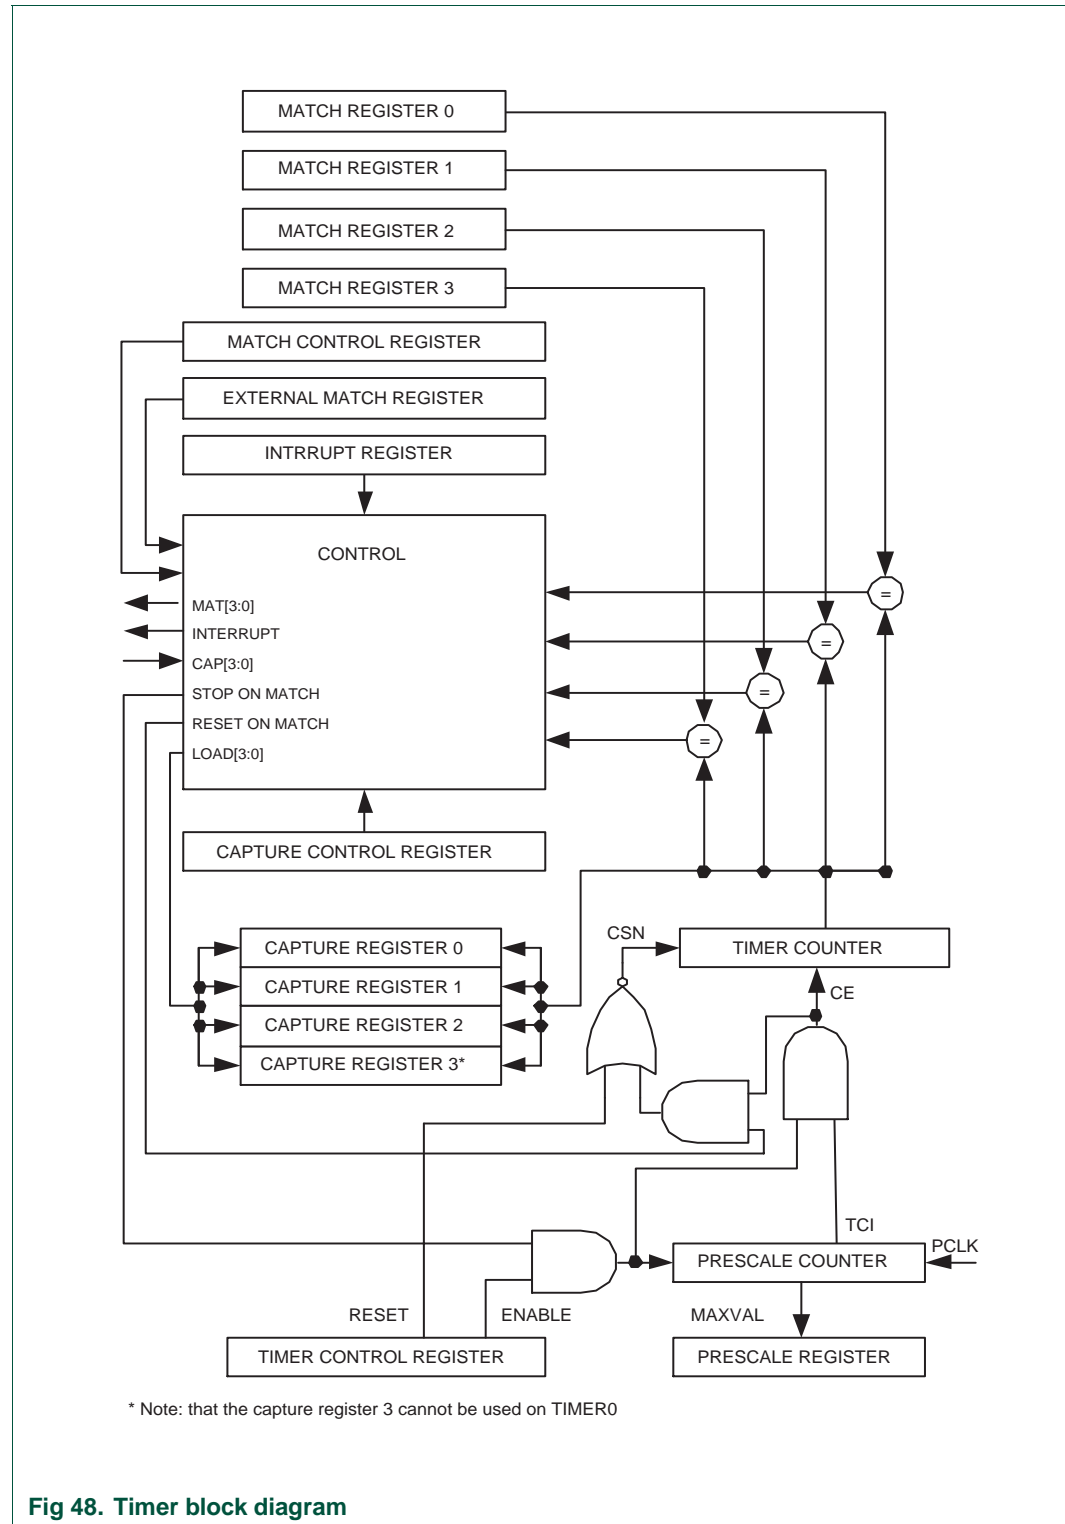 MATCH REGISTER 0
MATCH REGISTER 1
MATCH REGISTER 2
MATCH REGISTER 3
MATCH CONTROL REGISTER
EXTERNAL MATCH REGISTER
INTRRUPT REGISTER
CONTROL
=
MAT[3:0]
INTERRUPT
=
CAP[3:0]
STOP ON MATCH
=
RESET ON MATCH
=
LOAD[3:0]
CAPTURE CONTROL REGISTER
CSN
CAPTURE REGISTER 0
TIMER COUNTER
CAPTURE REGISTER 1
CE
CAPTURE REGISTER 2
CAPTURE REGISTER 3*
TCI
PCLK
PRESCALE COUNTER
RESET
ENABLE
MAXVAL
TIMER CONTROL REGISTER
PRESCALE REGISTER
* Note: that the capture register 3 cannot be used on TIMER0
Fig 48. Timer block diagram